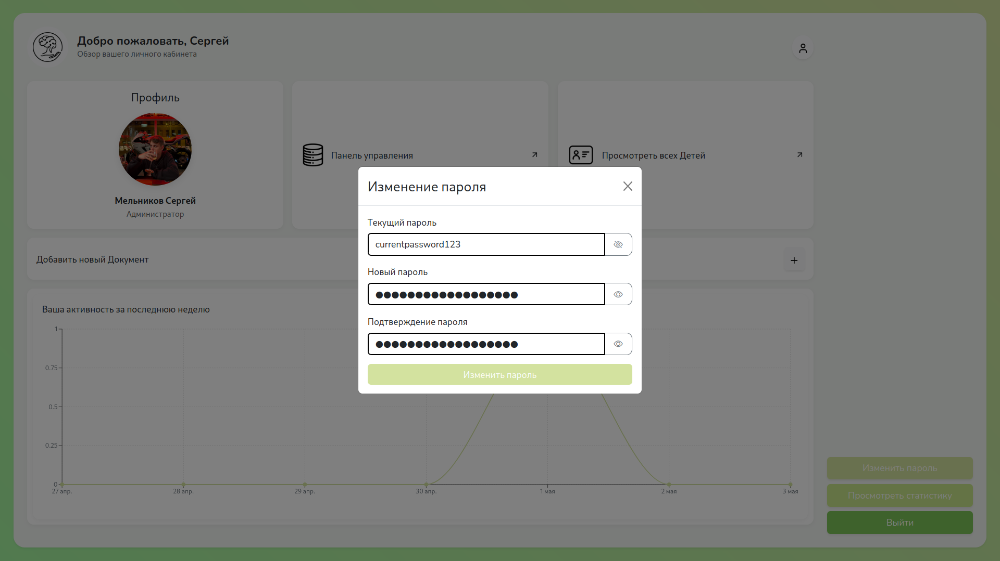 Добро пожаловать, Сергей
Обзор вашего личного кабинета
Профиль
Мельников Сергей
Администратор
Панель управления
Просмотреть всех Детей
Добавить новый Документ
+
Ваша активность за последнюю неделю
1
0.75
0.5
0.25
0
27 апр.
28 апр.
29 апр.
30 апр.
1 мая
2 мая
3 мая
Изменение пароля
Текущий пароль
currentpassword123
Новый пароль
●●●●●●●●●●●●●●●●●●
Подтверждение пароля
●●●●●●●●●●●●●●●●●●
Изменить пароль
Изменить пароль
Просмотреть статистику
Выйти